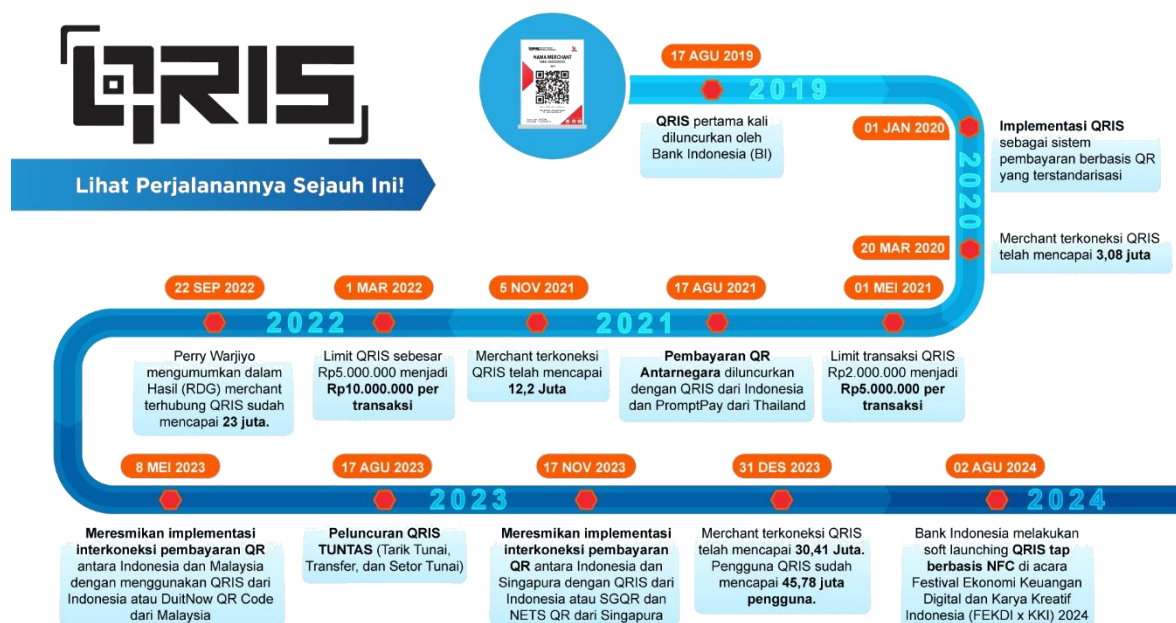 QRIS
Lihat Perjalanannya Sejauh Ini!
NAMA MERCHANT
17 AGU 2019
2019
QRIS pertama kali
diluncurkan oleh
Bank Indonesia (BI)
01 JAN 2020
2020
Implementasi QRIS
sebagai sistem
pembayaran berbasis QR
yang terstandarisasi
20 MAR 2020
Merchant terkoneksi QRIS
telah mencapai 3,08 juta
01 MEI 2021
Limit transaksi QRIS
Rp2.000.000 menjadi
Rp5.000.000 per
transaksi
17 AGU 2021
2021
Pembayaran QR
Antarnegara diluncurkan
dengan QRIS dari Indonesia
dan PromptPay dari Thailand
5 NOV 2021
Merchant terkoneksi
QRIS telah mencapai
12,2 Juta
1 MAR 2022
2022
Limit QRIS sebesar
Rp5.000.000 menjadi
Rp10.000.000 per
transaksi
22 SEP 2022
Perry Warjiyo
mengumumkan dalam
Hasil (RDG) merchant
terhubung QRIS sudah
mencapai 23 juta.
8 MEI 2023
Meresmikan implementasi
interkoneksi pembayaran QR
antara Indonesia dan Malaysia
dengan menggunakan QRIS dari
Indonesia atau DuitNow QR Code
dari Malaysia
17 AGU 2023
2023
Peluncuran QRIS
TUNTAS (Tarik Tunai,
Transfer, dan Setor Tunai)
17 NOV 2023
Meresmikan implementasi
interkoneksi pembayaran
QR antara Indonesia dan
Singapura dengan QRIS dari
Indonesia atau SGQR dan
NETS QR dari Singapura
31 DES 2023
Merchant terkoneksi QRIS
telah mencapai 30,41 Juta.
Pengguna QRIS sudah
mencapai 45,78 juta
pengguna.
02 AGU 2024
2024
Bank Indonesia melakukan
soft launching QRIS tap
berbasis NFC di acara
Festival Ekonomi Keuangan
Digital dan Karya Kreatif
Indonesia (FEKDI x KKI) 2024